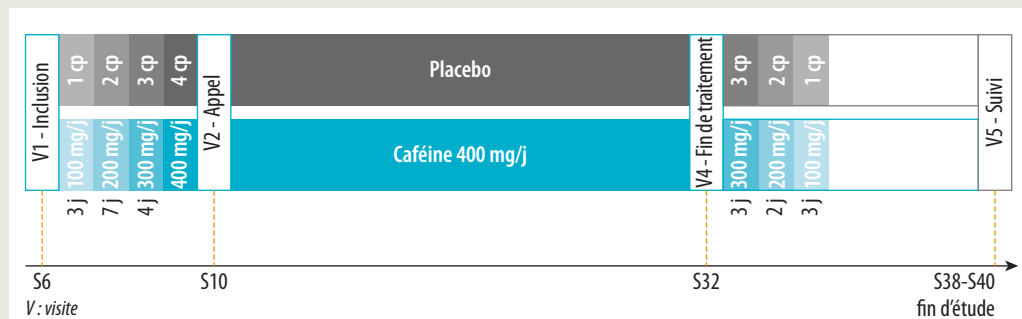 V1 - Inclusion
1 cp
2 cp
3 cp
4 cp
V2 - Appel
Placebo
V4 - Fin de traitement
3 cp
2 cp
1 cp
V5 - Suivi
100 mg/j
200 mg/j
300 mg/j
400 mg/j
Caféine 400 mg/j
300 mg/j
200 mg/j
100 mg/j
3 j
7 j
4 j
3 j
2 j
3 j
S6
S10
S32
S38-S40
V : visite
fin d’étude